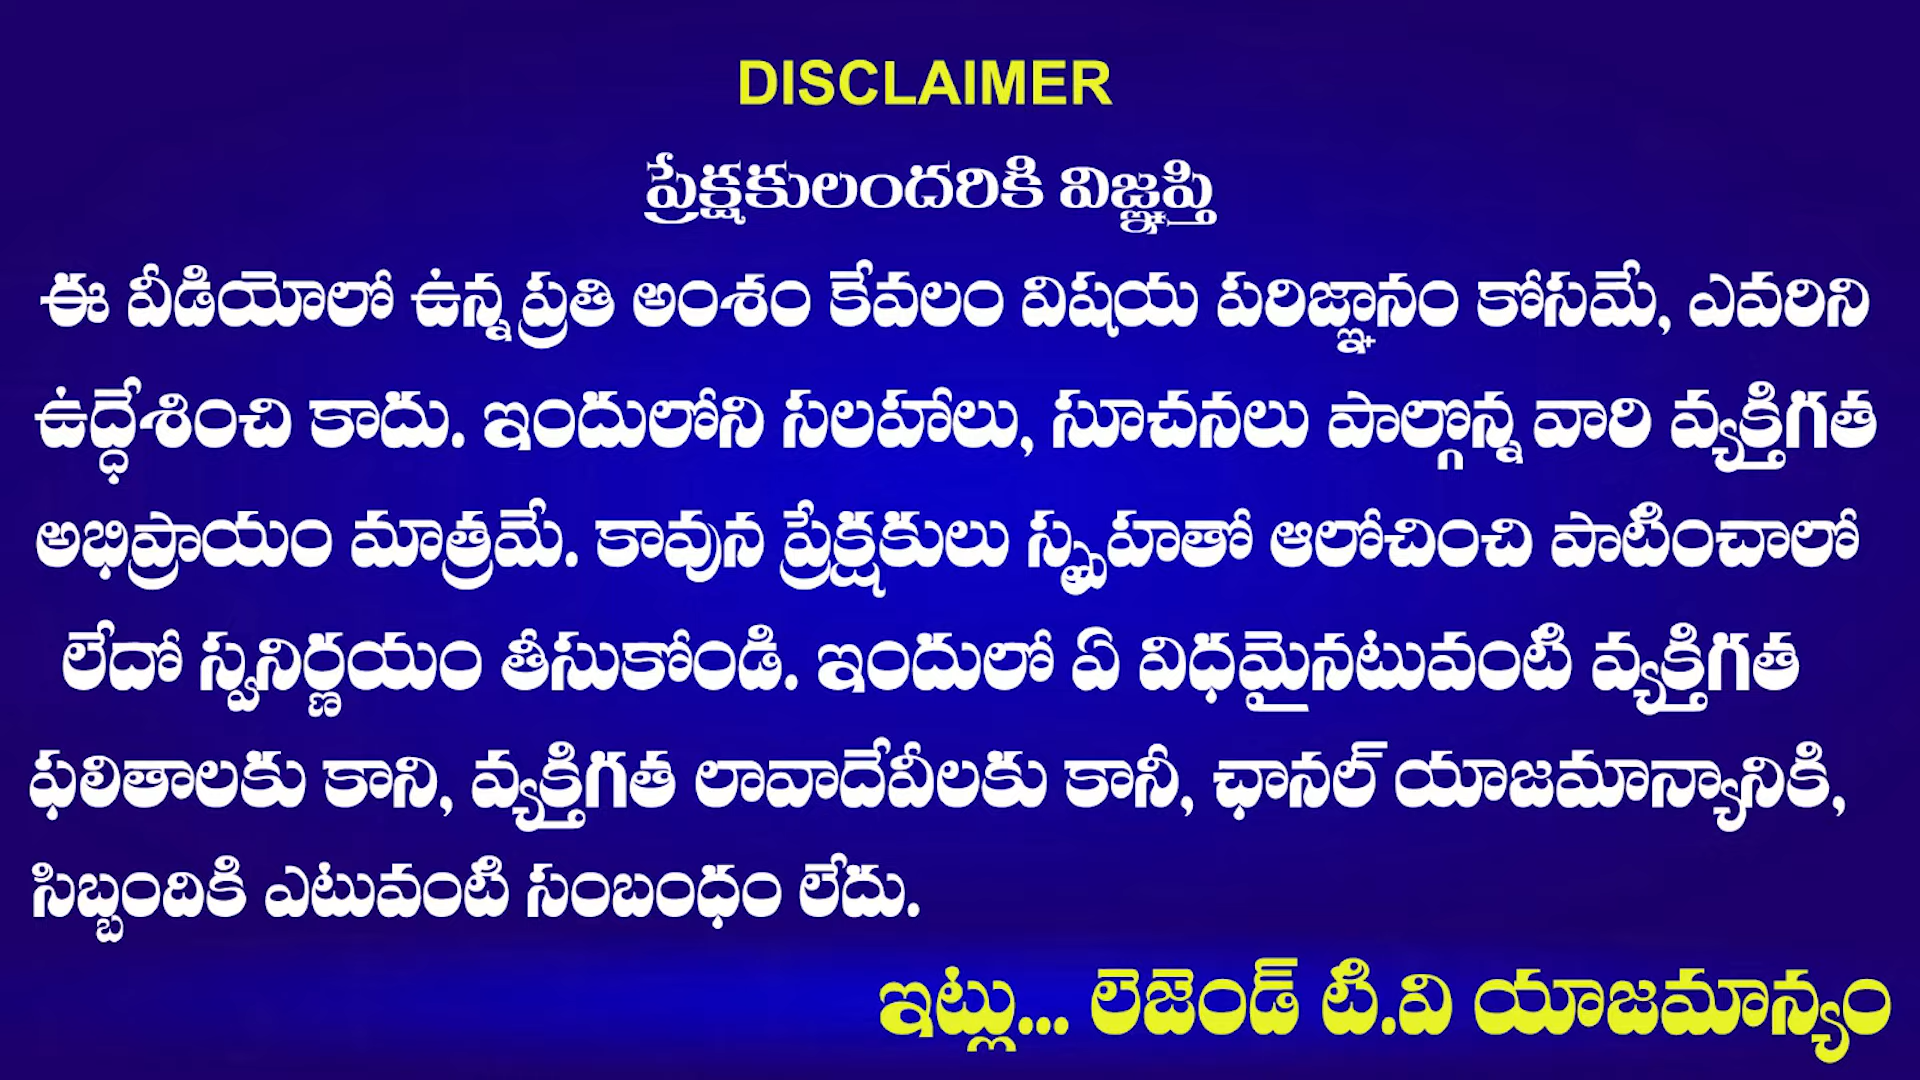 DISCLAIMER
ప్రేక్షకులందరికి విజ్ఞప్తి
ఈ వీడియోలో ఉన్న ప్రతి అంశం కేవలం విషయ పరిజ్ఞానం కోసమే, ఎవరిని
ఉద్ధేశించి కాదు. ఇందులోని సలహాలు, సూచనలు పాల్గొన్న వారి వ్యక్తిగత
అభిప్రాయం మాత్రమే. కావున ప్రేక్షకులు స్పృహతో ఆలోచించి పాటించాలో
లేదో స్వనిర్ణయం తీసుకోండి. ఇందులో ఏ విధమైనటువంటి వ్యక్తిగత
ఫలితాలకు కాని, వ్యక్తిగత లావాదేవీలకు కానీ, ఛానల్ యాజమాన్యానికి,
సిబ్బందికి ఎటువంటి సంబంధం లేదు.
ఇట్లు... లెజెండ్ టి.వి యాజమాన్యం